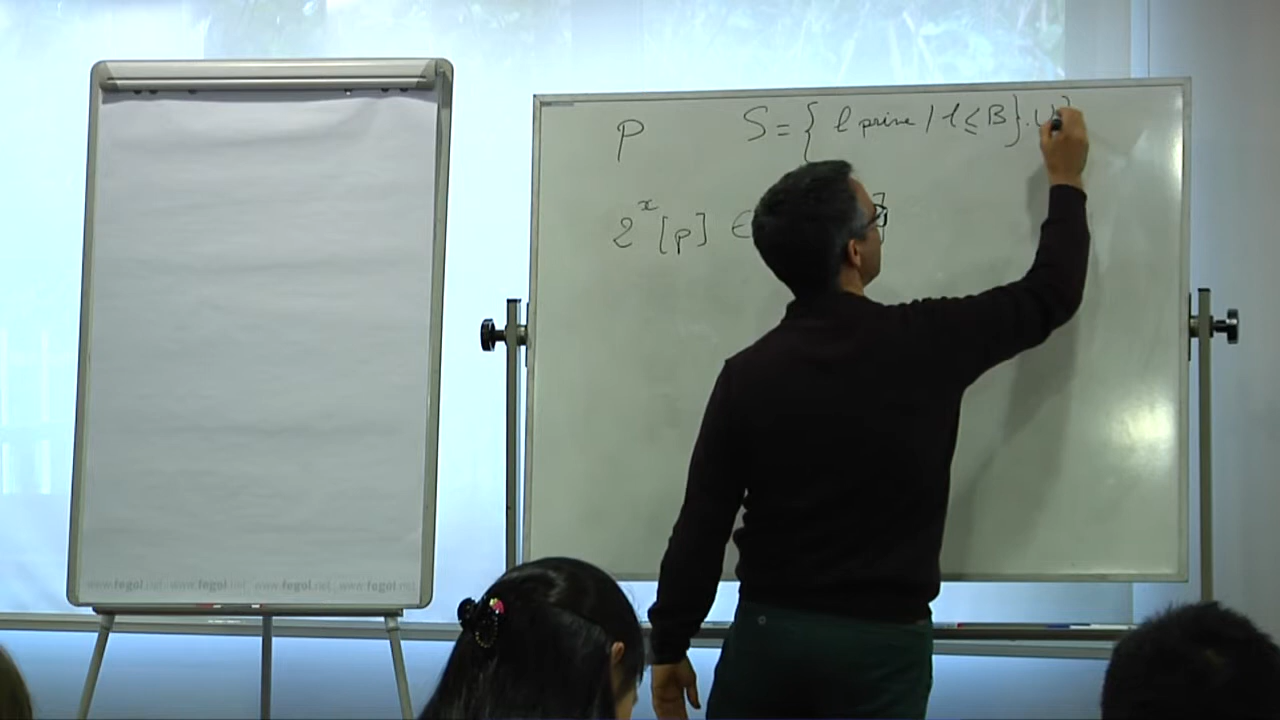 P S = { l prime / l ≤ B } . U
2^x [p] ∈
www.fegol.net www.fegol.net www.fegol.net www.fegol.net